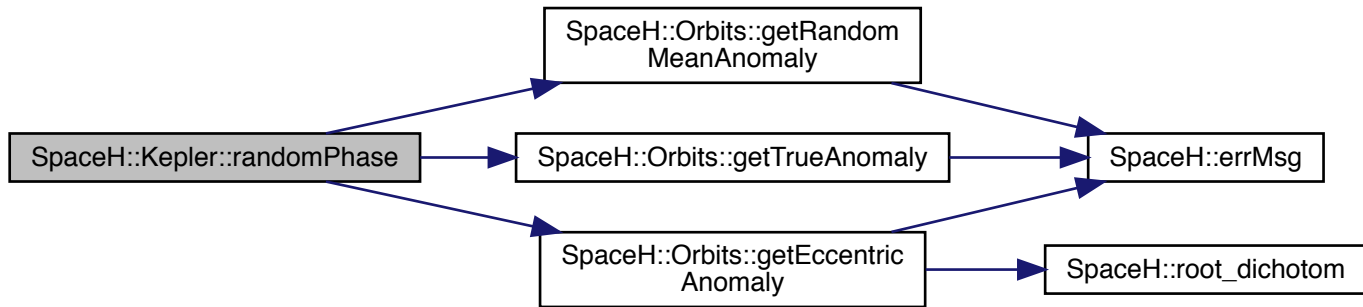 SpaceH::Kepler::randomPhase
SpaceH::Orbits::getRandom
MeanAnomaly
SpaceH::Orbits::getTrueAnomaly
SpaceH::Orbits::getEccentric
Anomaly
SpaceH::errMsg
SpaceH::root_dichotom